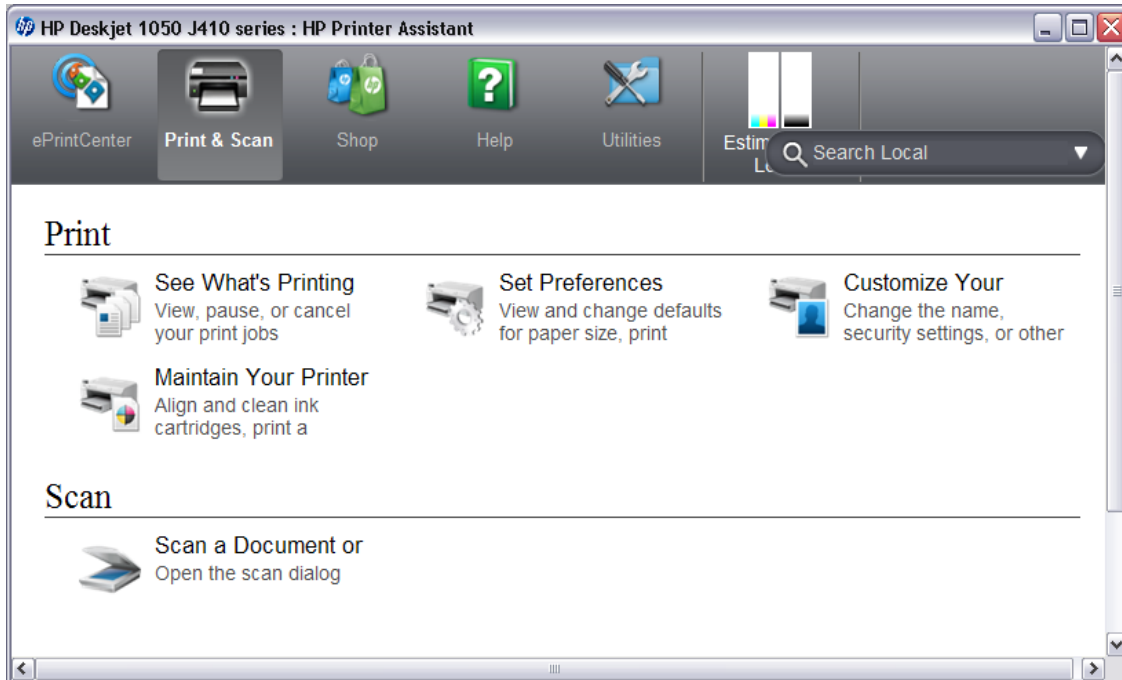 HP Deskjet 1050 J410 series : HP Printer Assistant
ePrintCenter
Print & Scan
Shop
Help
Utilities
Estim
L
Search Local
Print
See What's Printing
View, pause, or cancel
your print jobs
Set Preferences
View and change defaults
for paper size, print
Customize Your
Change the name,
security settings, or other
Maintain Your Printer
Align and clean ink
cartridges, print a
Scan
Scan a Document or
Open the scan dialog